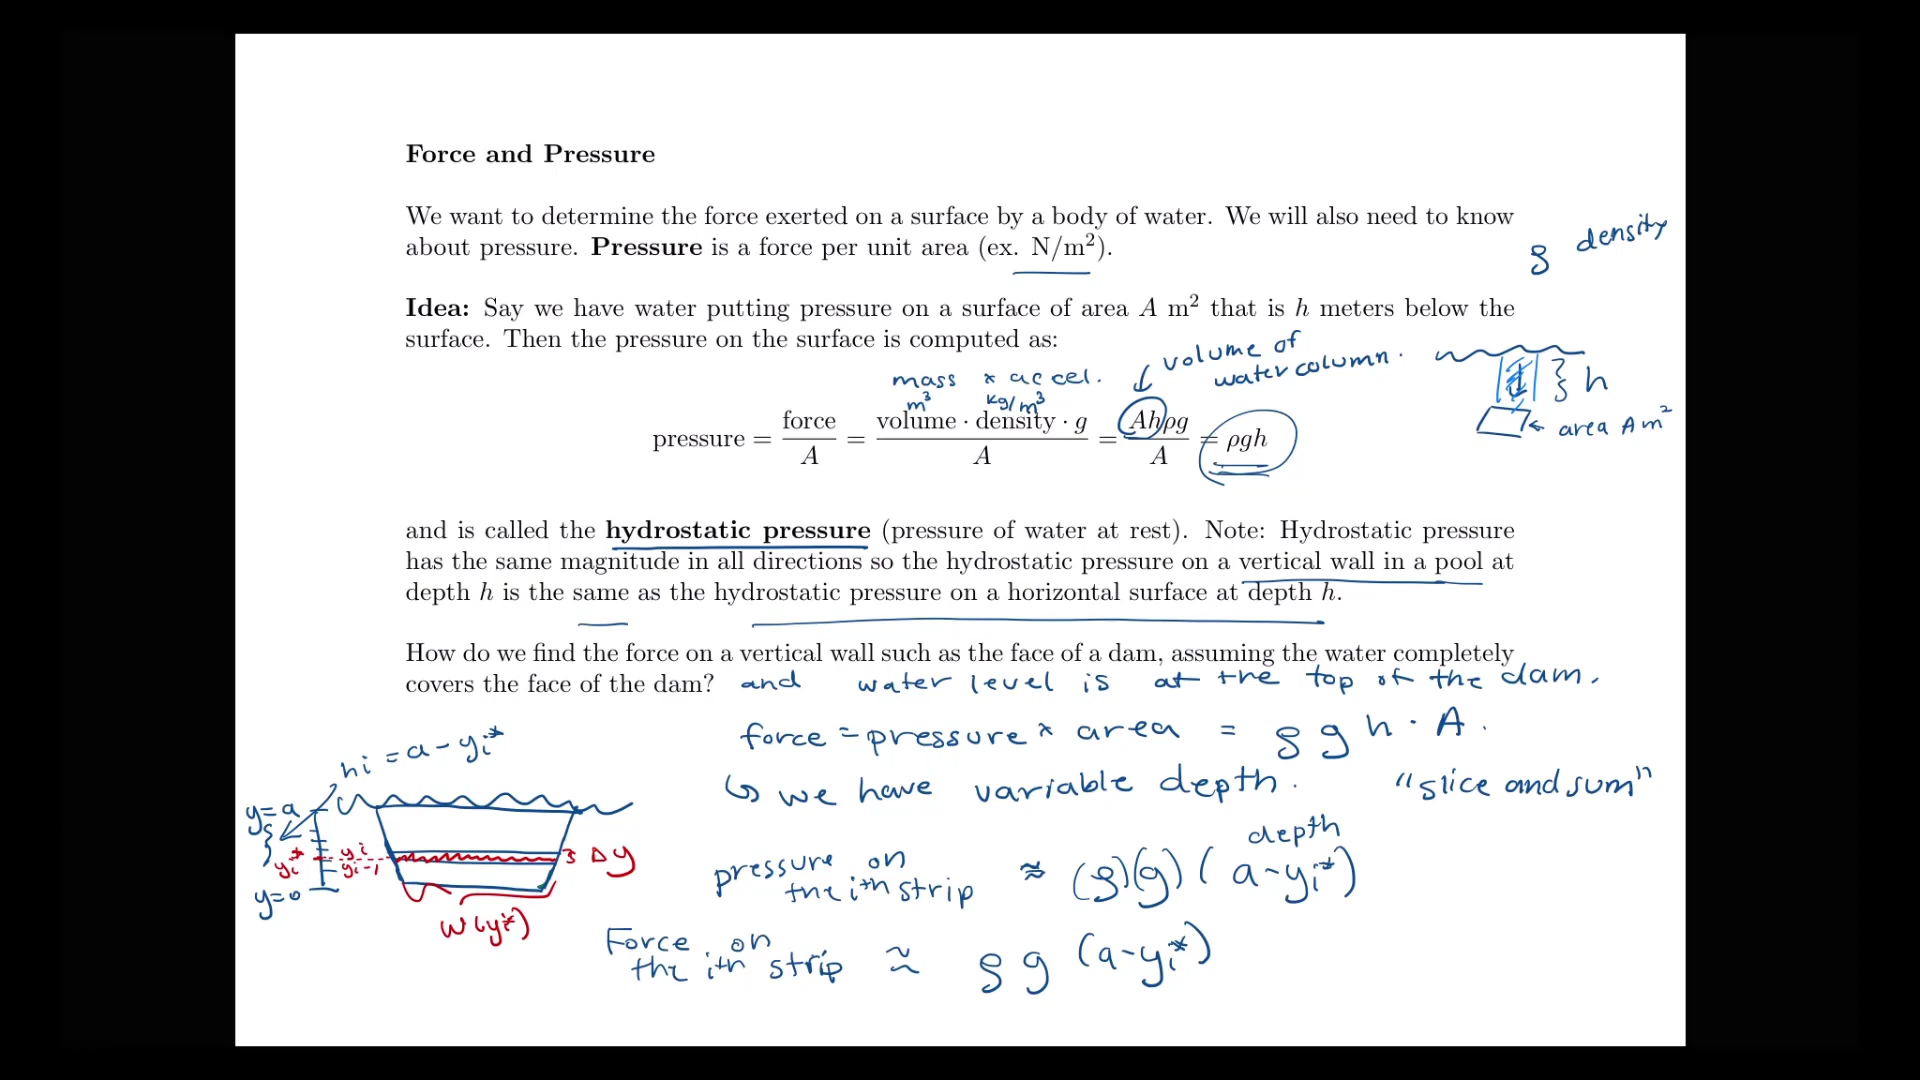 Force and Pressure
We want to determine the force exerted on a surface by a body of water. We will also need to know
about pressure. Pressure is a force per unit area (ex. N/m²).
ρ density
Idea: Say we have water putting pressure on a surface of area A m² that is h meters below the
surface. Then the pressure on the surface is computed as:
volume of
water column.
mass × accel.
m³ kg/m³
pressure = force/A = volume · density · g/A = Ahρg/A = ρgh
h
area A m²
and is called the hydrostatic pressure (pressure of water at rest). Note: Hydrostatic pressure
has the same magnitude in all directions so the hydrostatic pressure on a vertical wall in a pool at
depth h is the same as the hydrostatic pressure on a horizontal surface at depth h.
How do we find the force on a vertical wall such as the face of a dam, assuming the water completely
covers the face of the dam? and water level is at the top of the dam.
force = pressure × area = ρ g h · A.
↳ we have variable depth. "slice and sum"
hi = a - yi*
y=a
yi*
yi
yi-1
y=0
Δy
w(yi*)
depth
pressure on
the ith strip ≈ (ρ)(g)(a-yi*)
Force on
the ith strip ≈ ρ g (a-yi*)